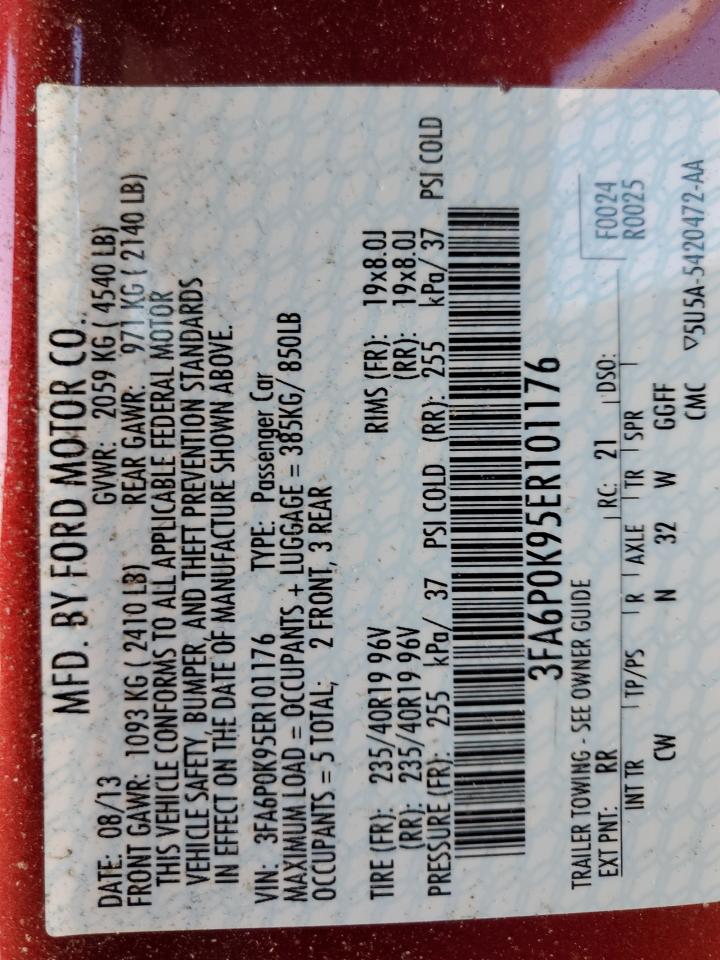 MFD. BY FORD MOTOR CO.
DATE: 08/13 GVWR: 2059 KG ( 4540 LB)
FRONT GAWR: 1093 KG ( 2410 LB) REAR GAWR: 971 KG ( 2140 LB)
THIS VEHICLE CONFORMS TO ALL APPLICABLE FEDERAL MOTOR
VEHICLE SAFETY, BUMPER, AND THEFT PREVENTION STANDARDS
IN EFFECT ON THE DATE OF MANUFACTURE SHOWN ABOVE.
VIN: 3FA6P0K95ER101176 TYPE: Passenger Car
MAXIMUM LOAD = OCCUPANTS + LUGGAGE = 385KG/ 850LB
OCCUPANTS = 5 TOTAL; 2 FRONT, 3 REAR
TIRE (FR): 235/40R19 96V RIMS (FR): 19x8.0J
(RR): 235/40R19 96V (RR): 19x8.0J
PRESSURE (FR): 255 kPa/ 37 PSI COLD (RR): 255 kPa/ 37 PSI COLD
3FA6P0K95ER101176
TRAILER TOWING - SEE OWNER GUIDE
F0024
EXT PNT: RR RC: 21 DSO: R0025
INT TR TP/PS R AXLE TR SPR
CW N 32 W GGFF
CMC ▽5U5A-5420472-AA